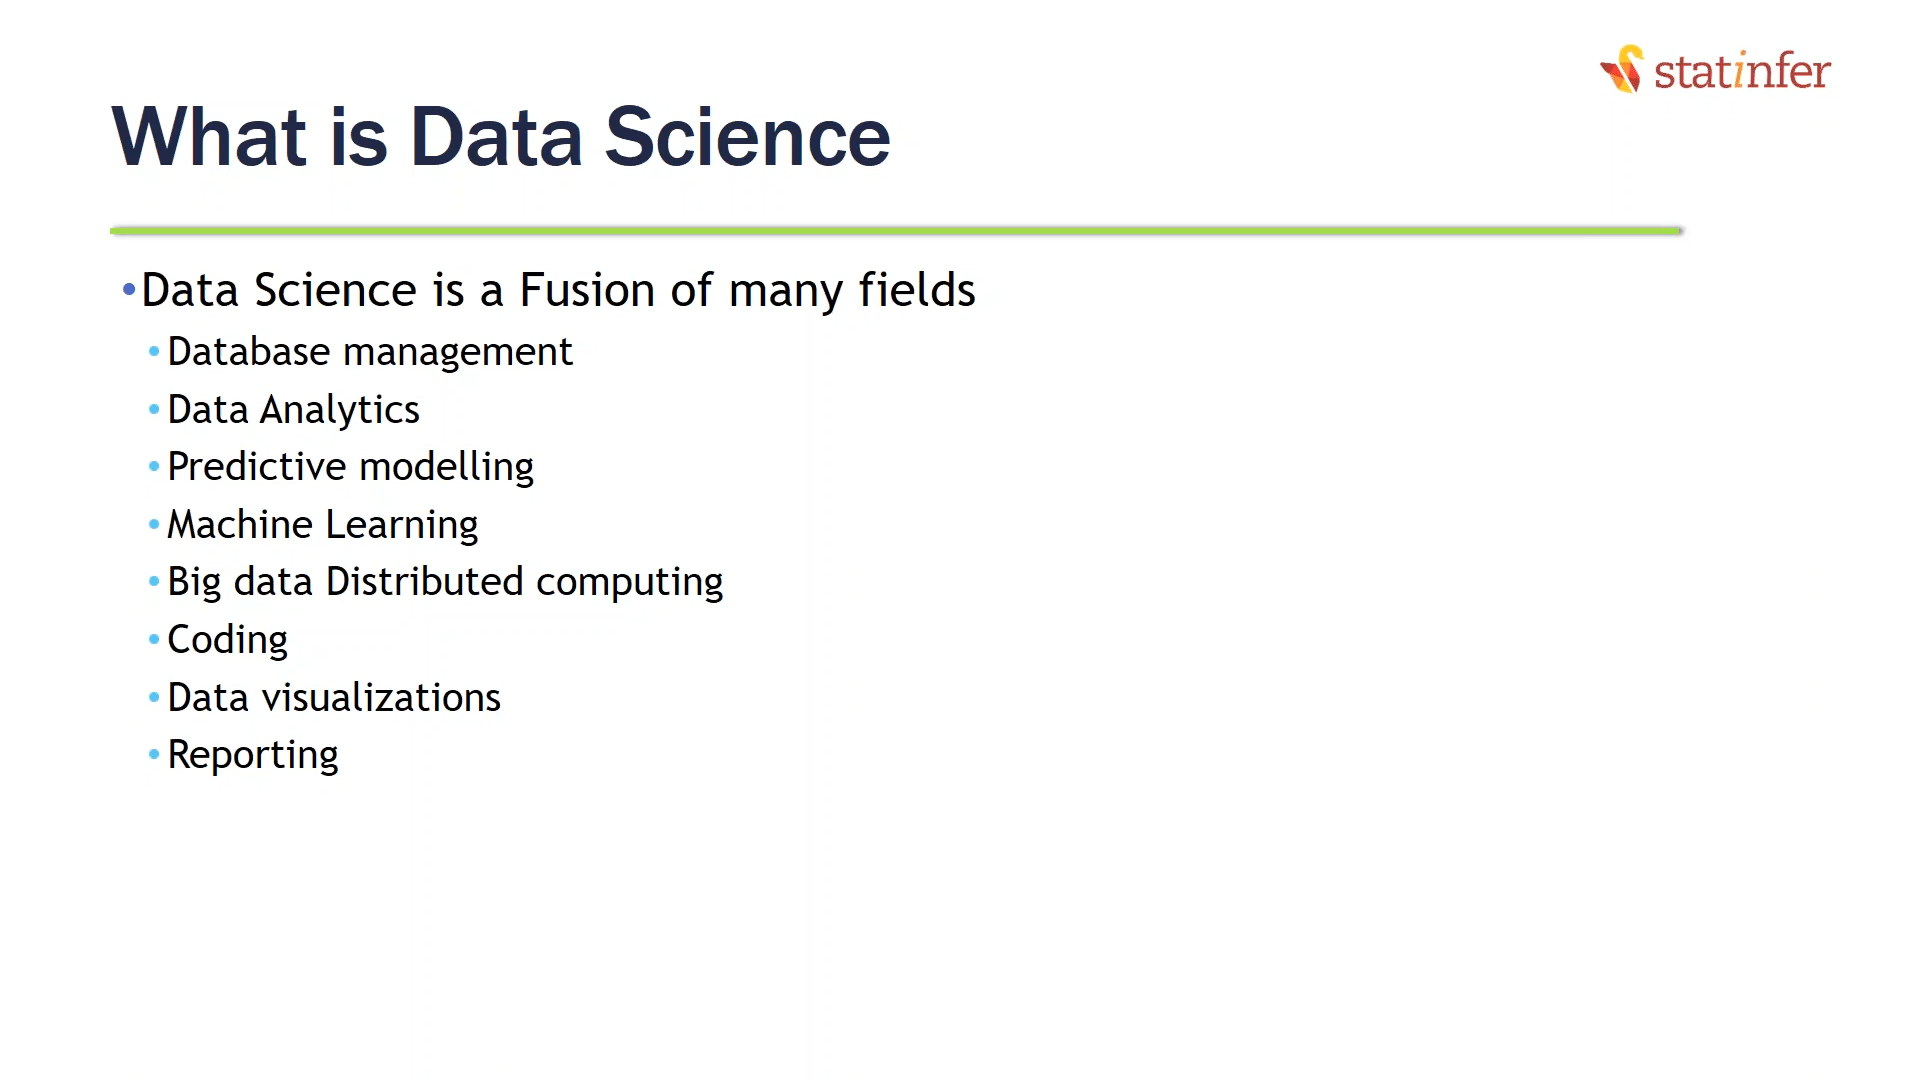 statinfer
What is Data Science
•Data Science is a Fusion of many fields
•Database management
•Data Analytics
•Predictive modelling
•Machine Learning
•Big data Distributed computing
•Coding
•Data visualizations
•Reporting